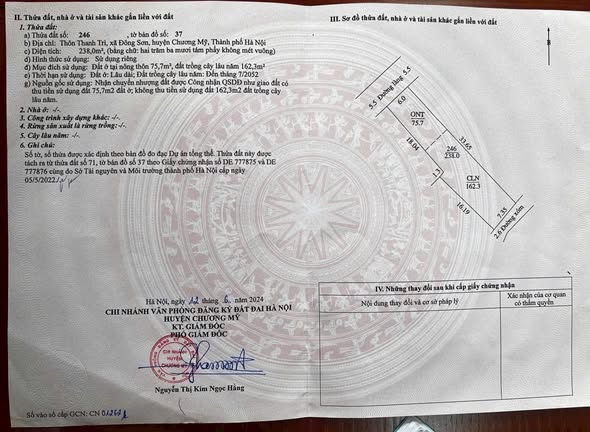 II. Thửa đất, nhà ở và tài sản khác gắn liền với đất
1. Thửa đất:
a) Thửa đất số: 246 , tờ bản đồ số: 37
b) Địa chỉ: Thôn Thanh Trì, xã Đông Sơn, huyện Chương Mỹ, Thành phố Hà Nội
c) Diện tích: 238,0m², (bằng chữ: hai trăm ba mươi tám phẩy không mét vuông)
d) Hình thức sử dụng: Sử dụng riêng
đ) Mục đích sử dụng: Đất ở tại nông thôn 75,7m², đất trồng cây lâu năm 162,3m²
e) Thời hạn sử dụng: Đất ở: Lâu dài; Đất trồng cây lâu năm: Đến tháng 7/2052
g) Nguồn gốc sử dụng: Nhận chuyển nhượng đất được Công nhận QSDĐ như giao đất có
thu tiền sử dụng đất 75,7m2 đất ở; không thu tiền sử dụng đất 162,3m2 đất trồng cây
lâu năm.
2. Nhà ở: -/-.
3. Công trình xây dựng khác: -/-.
4. Rừng sản xuất là rừng trồng:-/-.
5. Cây lâu năm: -/-.
6. Ghi chú:
Số tờ, số thửa được xác định theo bản đồ đạc Dự án tổng thể. Thửa đất này được
tách ra từ thửa đất số 71, tờ bản đồ số 37 theo Giấy chứng nhận số DE 777875 và DE
777876 cùng do Sở Tài nguyên và Môi trường thành phố Hà Nội cấp ngày
05/5/2022.
Hà Nội, ngày 12 tháng 6 năm 2024
CHI NHÁNH VĂN PHÒNG ĐĂNG KÝ ĐẤT ĐAI HÀ NỘI
HUYỆN CHƯƠNG MỸ
KT. GIÁM ĐỐC
PHÓ GIÁM ĐỐC
CHI NHÁNH
HUYỆN
CHƯƠNG MỸ
Nguyễn Thị Kim Ngọc Hằng
Số vào sổ cấp GCN: CN
III. Sơ đồ thửa đất, nhà ở và tài sản khác gắn liền với đất
B
5.5 Đường làng 5.5
6.0
ONT
75.7
33.65
18.04
246
238.0
CLN
162.3
1.3
16.19
7.35
2.6 Đường xóm
IV. Những thay đổi sau khi cấp giấy chứng nhận
Nội dung thay đổi và cơ sở pháp lý
Xác nhận của cơ quan
có thẩm quyền